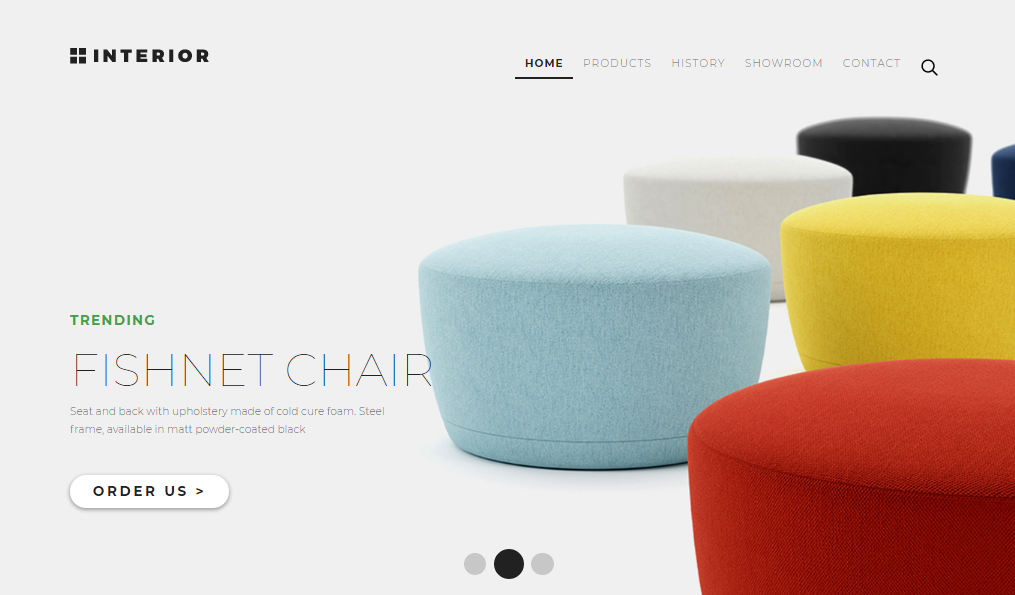 INTERIOR
HOME PRODUCTS HISTORY SHOWROOM CONTACT
TRENDING
FISHNET CHAIR
Seat and back with upholstery made of cold cure foam. Steel
frame, available in matt powder-coated black
ORDER US >